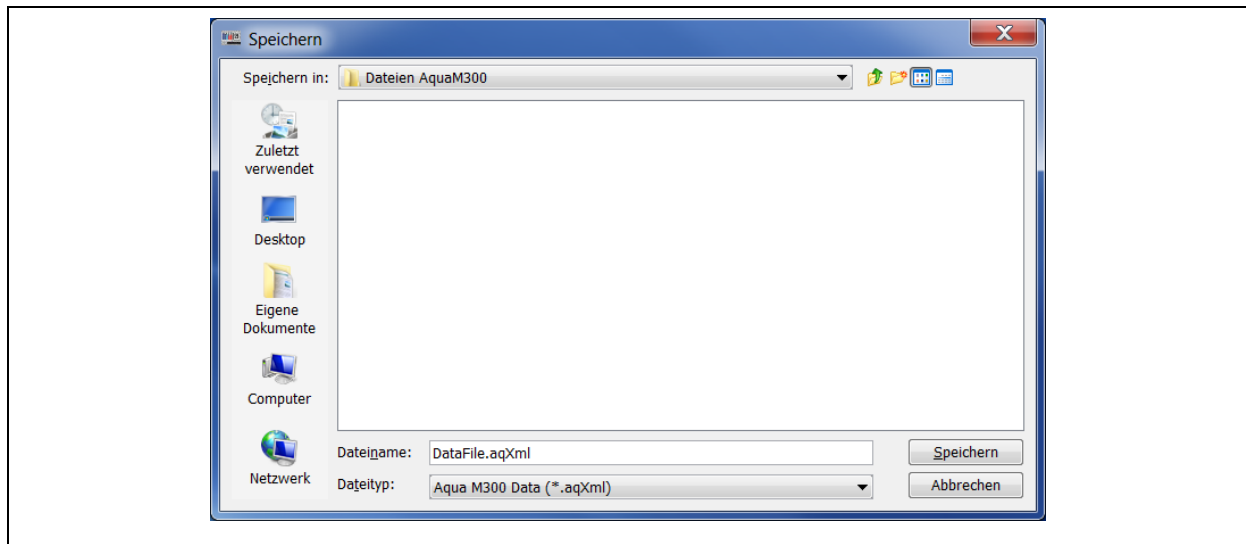 Speichern
Speichern in:
Dateien AquaM300
Zuletzt
verwendet
Desktop
Eigene
Dokumente
Computer
Netzwerk
Dateiname:
DataFile.aqXml
Speichern
Dateityp:
Aqua M300 Data (*.aqXml)
Abbrechen